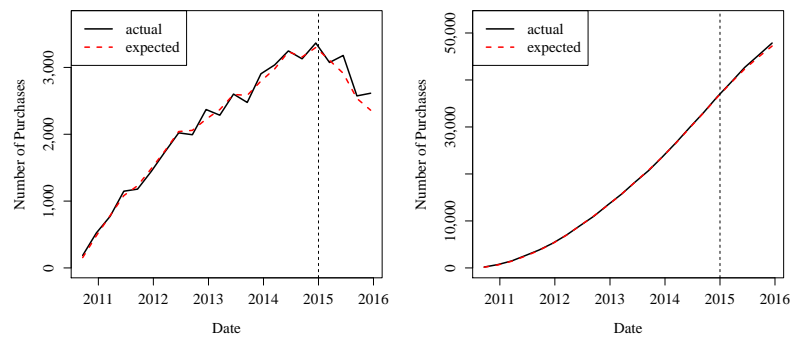 actual
expected
Number of Purchases
3,000
2,000
1,000
0
2011 2012 2013 2014 2015 2016
Date
actual
expected
Number of Purchases
50,000
30,000
10,000
0
2011 2012 2013 2014 2015 2016
Date